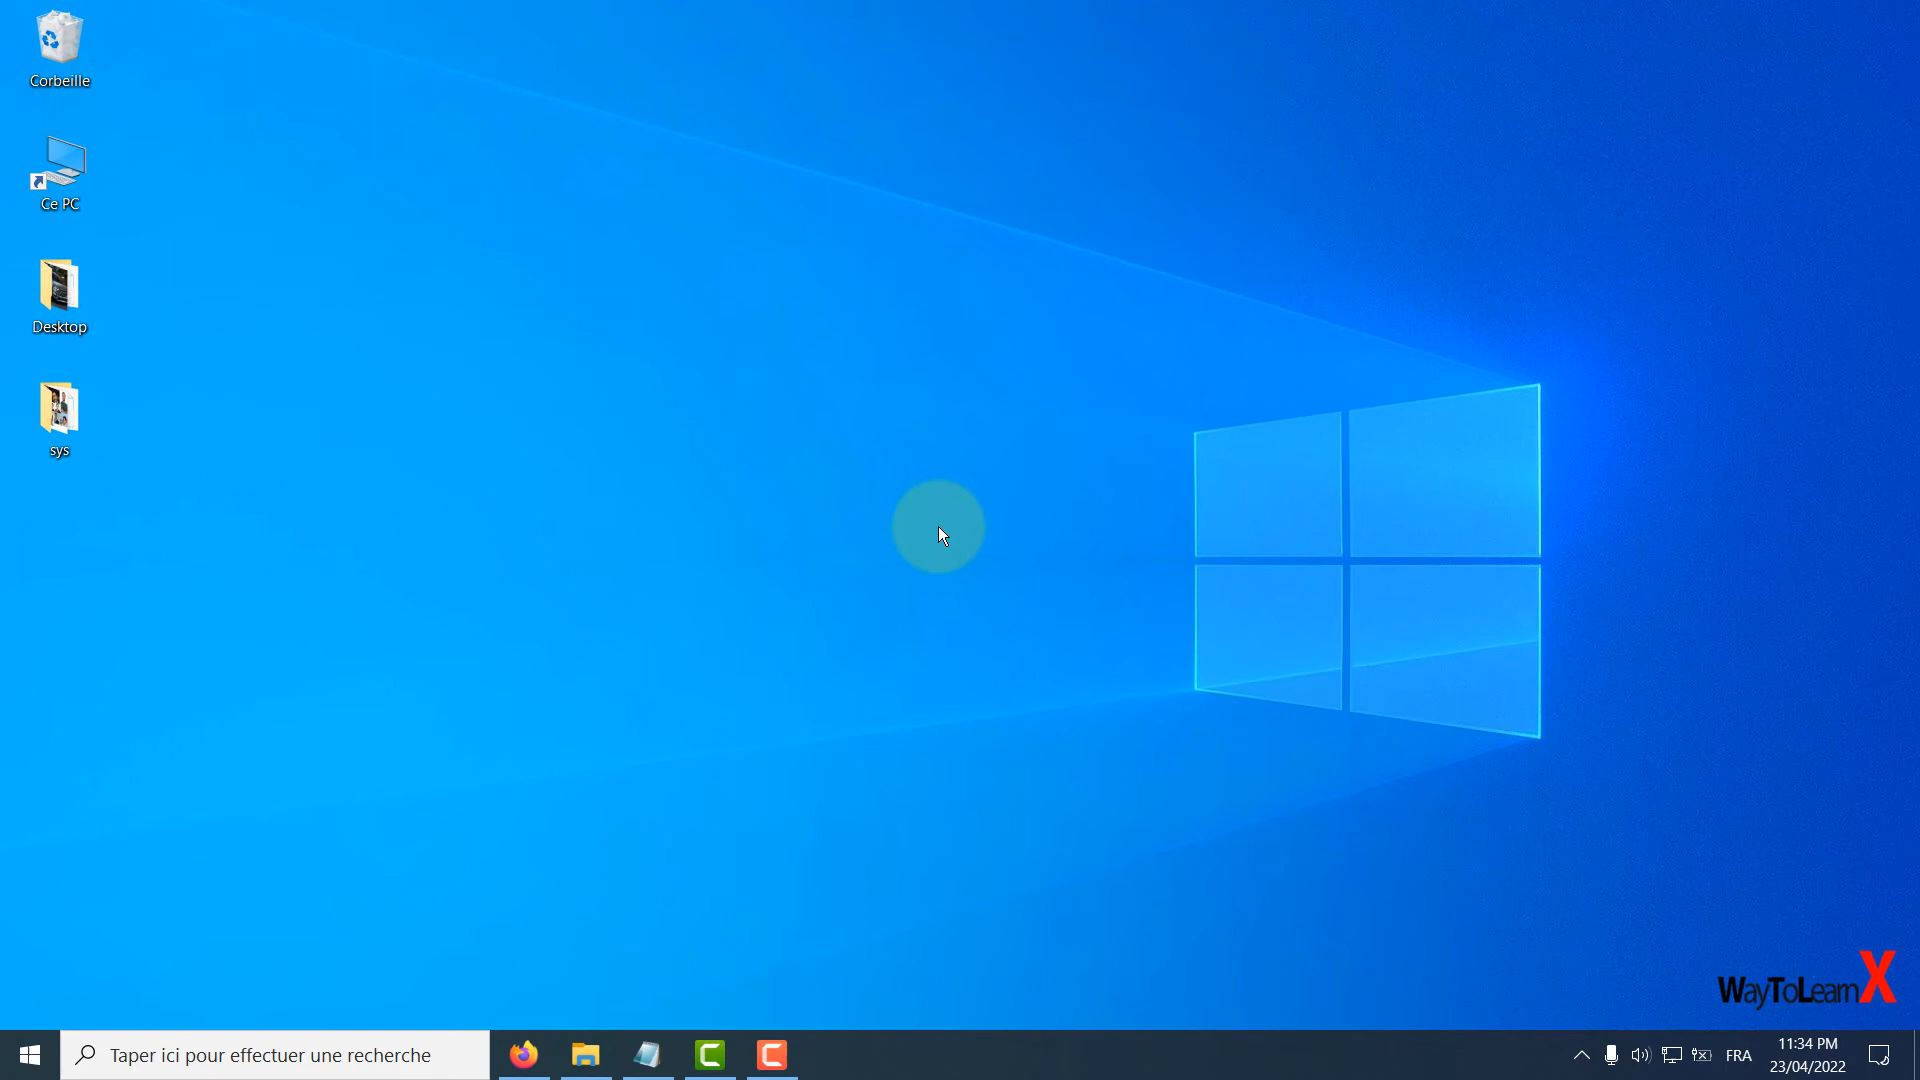 Corbeille
Ce PC
Desktop
sys
WayToLearnX
Taper ici pour effectuer une recherche
FRA
11:34 PM
23/04/2022